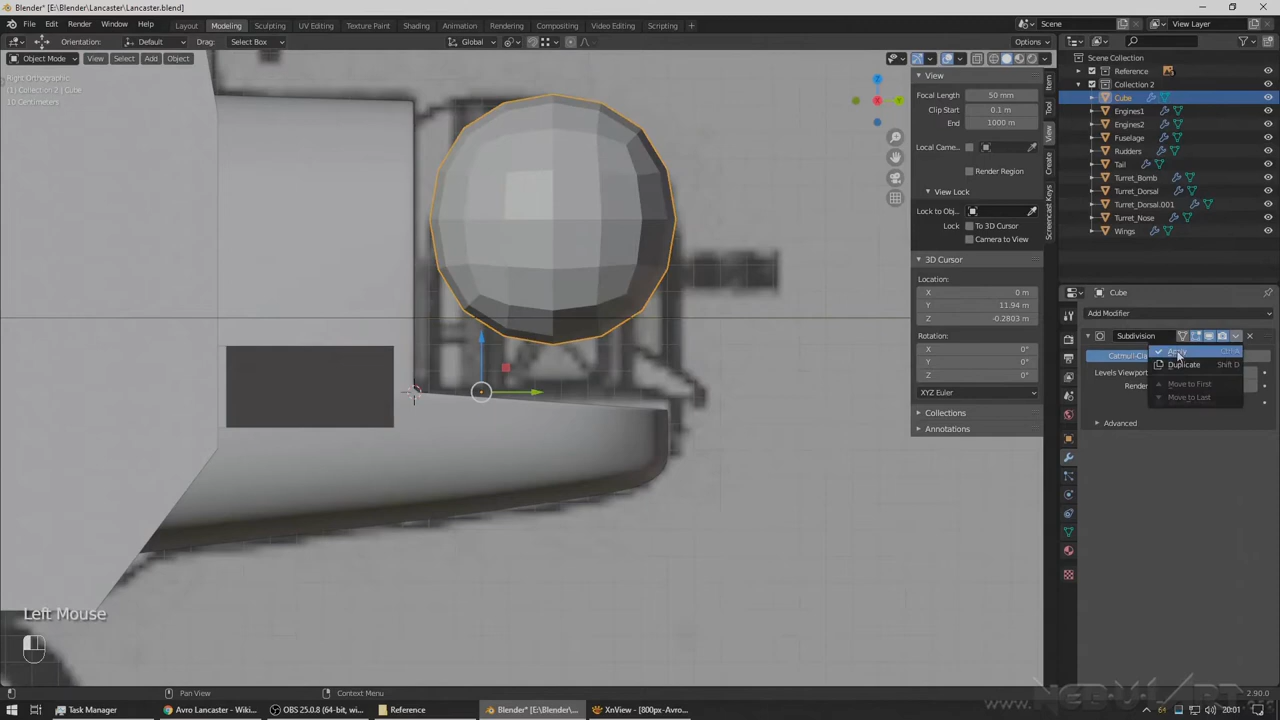 Blender* [E:\Blender\Lancaster\Lancaster.blend]
File Edit Render Window Help Layout Modeling Sculpting UV Editing Texture Paint Shading Animation Rendering Compositing Video Editing Scripting Scene View Layer
Orientation: Default Drag: Select Box Global Options
Object Mode View Select Add Object
Right Orthographic
(1) Collection 2 | Cube
10 Centimeters
View
Focal Length 50 mm
Clip Start 0.1 m
End 1000 m
Local Came...
Render Region
View Lock
Lock to Obj...
Lock To 3D Cursor
Camera to View
3D Cursor
Location:
X 0 m
Y 11.94 m
Z -0.2803 m
Rotation:
X 0°
Y 0°
Z 0°
XYZ Euler
Collections
Annotations
Item
Tool
View
Create
Screencast Keys
Scene Collection
Reference
Collection 2
Cube
Engines1
Engines2
Fuselage
Rudders
Tail
Turret_Bomb
Turret_Dorsal
Turret_Dorsal.001
Turret_Nose
Wings
Cube
Add Modifier
Subdivision
Catmull-Cla
Apply Ctrl A
Duplicate Shift D
Move to First
Move to Last
Levels Viewport
Render
Advanced
Left Mouse
Pan View
Context Menu
2.90.0
Task Manager
Avro Lancaster - Wiki...
OBS 25.0.8 (64-bit, wi...
Reference
Blender* [E:\Blender\...
XnView - [800px-Avro...
20:01